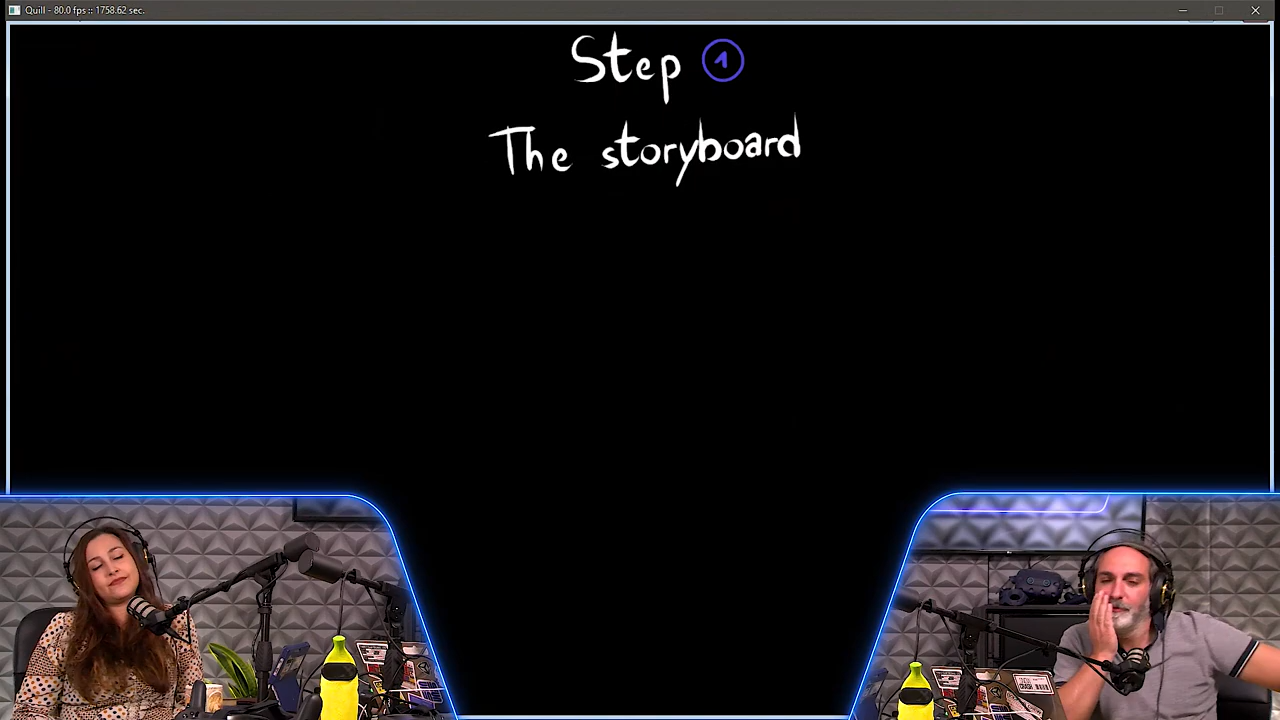 Quill - 80.0 fps :: 1758.62 sec.
Step 1
The storyboard